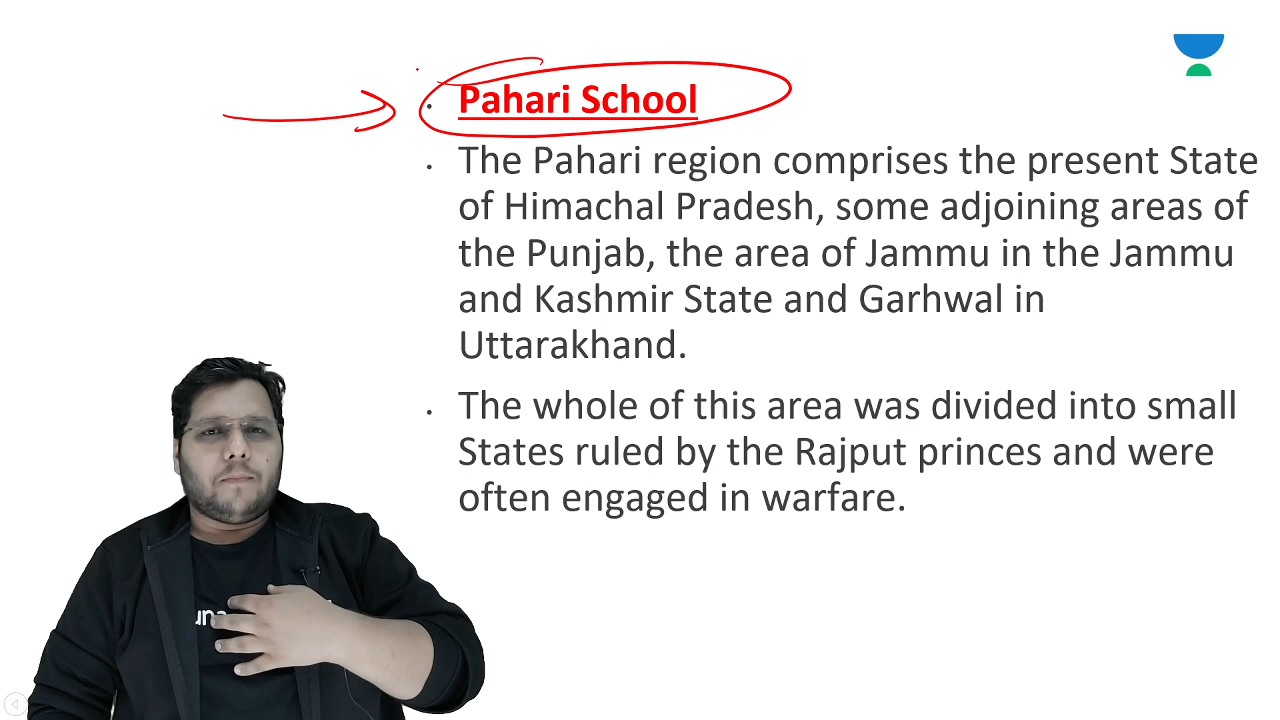 Pahari School
The Pahari region comprises the present State
of Himachal Pradesh, some adjoining areas of
the Punjab, the area of Jammu in the Jammu
and Kashmir State and Garhwal in
Uttarakhand.
The whole of this area was divided into small
States ruled by the Rajput princes and were
often engaged in warfare.